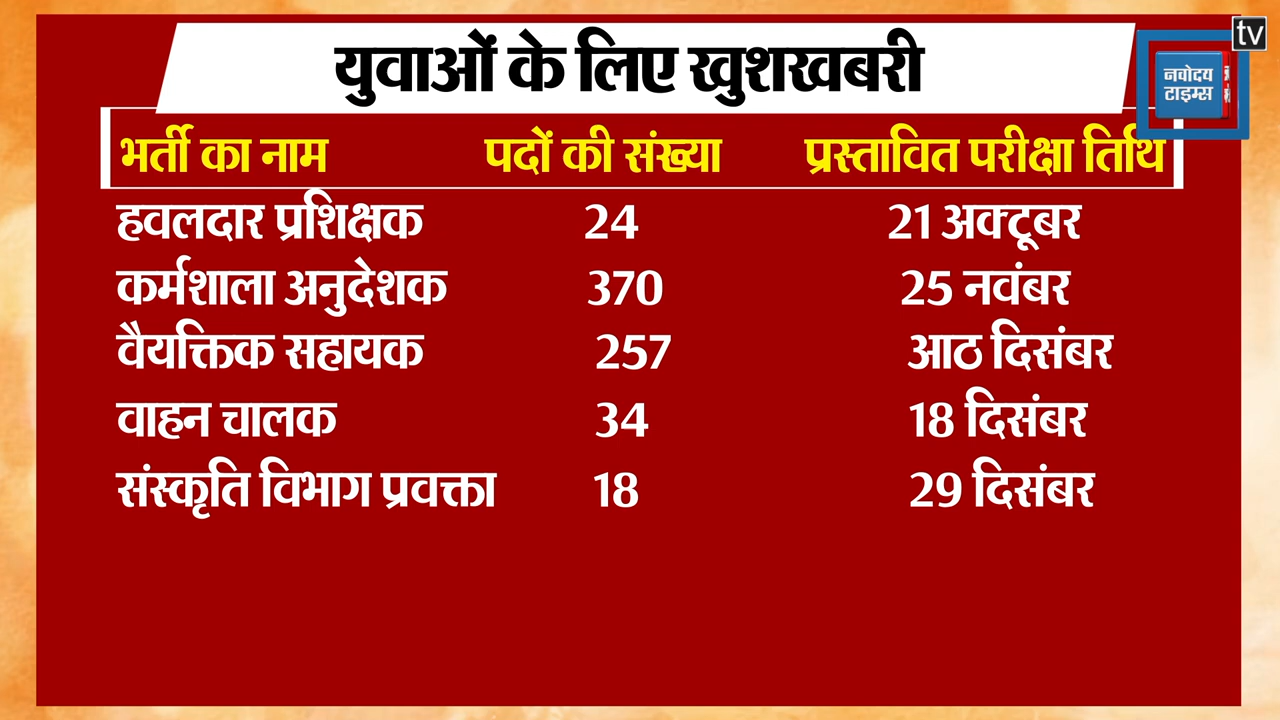 युवाओं के लिए खुशखबरी
tv
नवोदय
टाइम्स
भर्ती का नाम पदों की संख्या प्रस्तावित परीक्षा तिथि
हवलदार प्रशिक्षक 24 21 अक्टूबर
कर्मशाला अनुदेशक 370 25 नवंबर
वैयक्तिक सहायक 257 आठ दिसंबर
वाहन चालक 34 18 दिसंबर
संस्कृति विभाग प्रवक्ता 18 29 दिसंबर